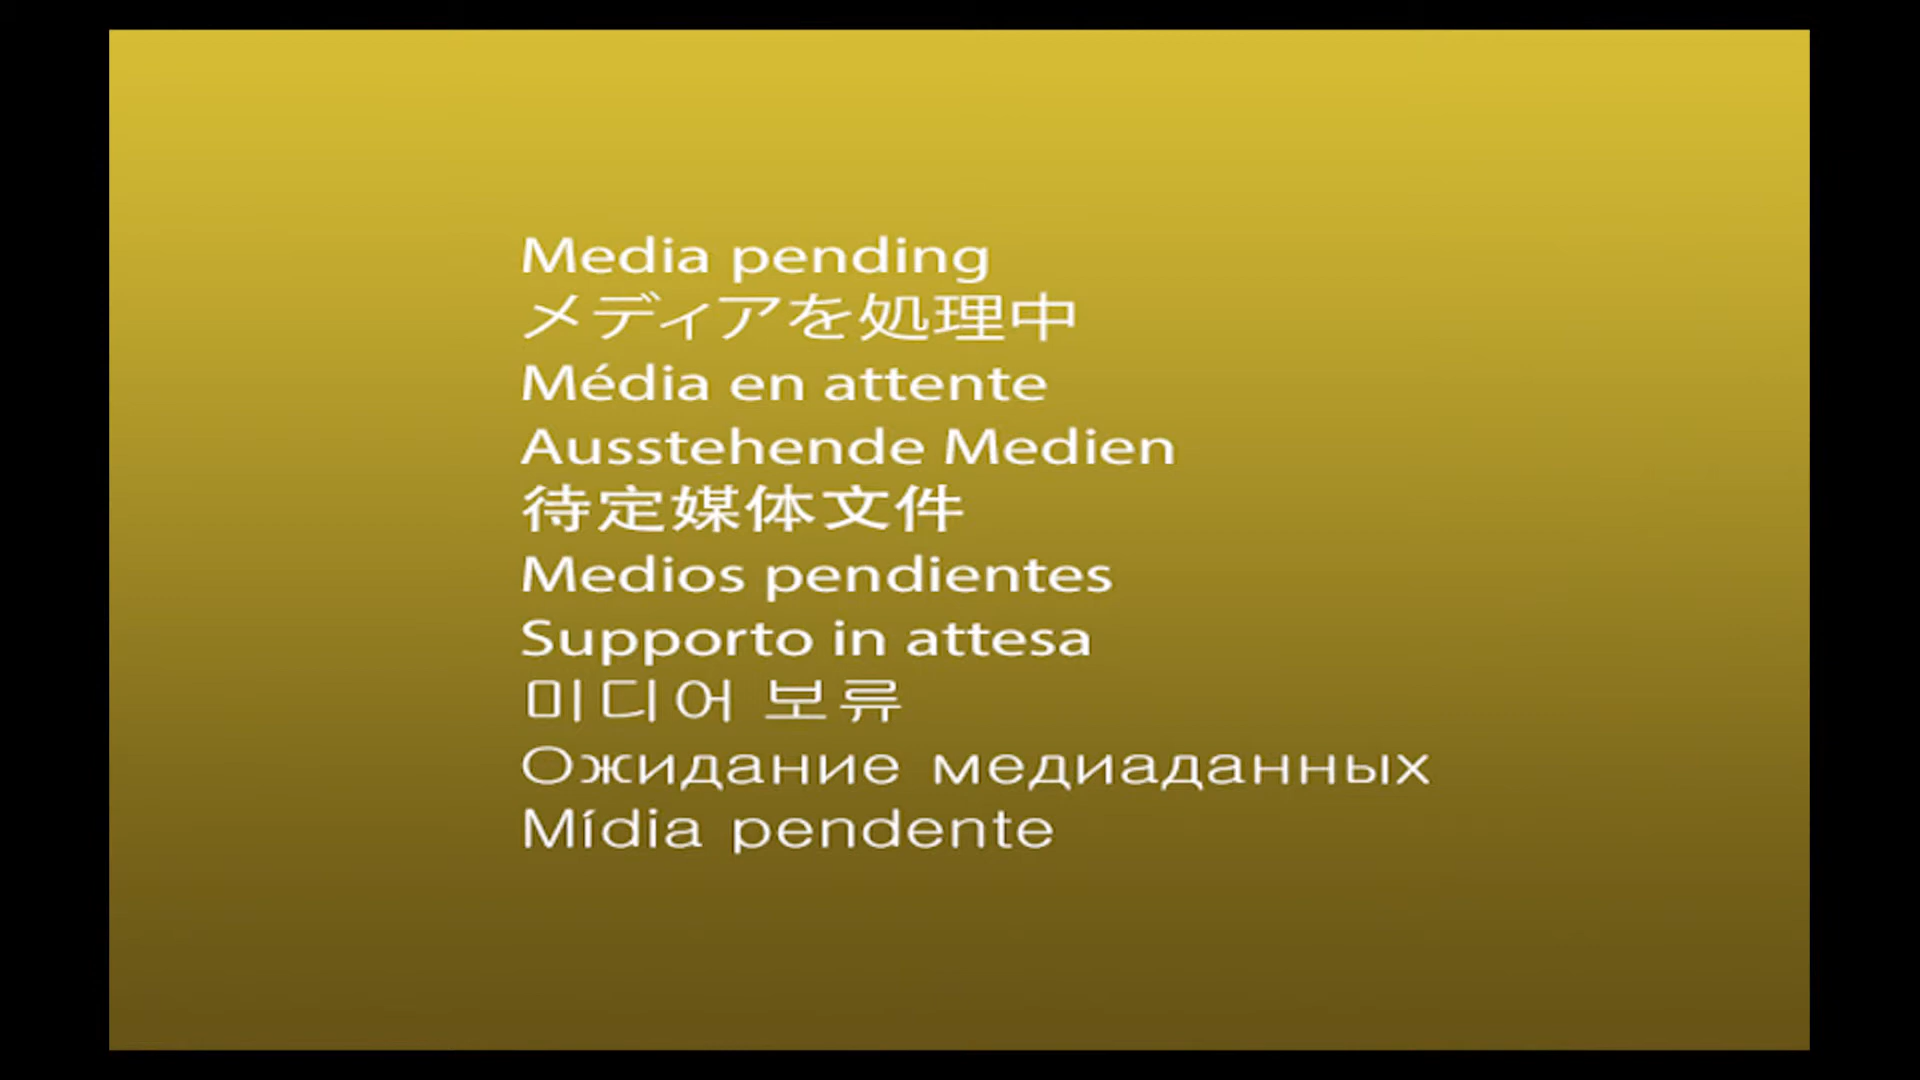 Media pending
メディアを処理中
Média en attente
Ausstehende Medien
待定媒体文件
Medios pendientes
Supporto in attesa
미디어 보류
Ожидание медиаданных
Mídia pendente